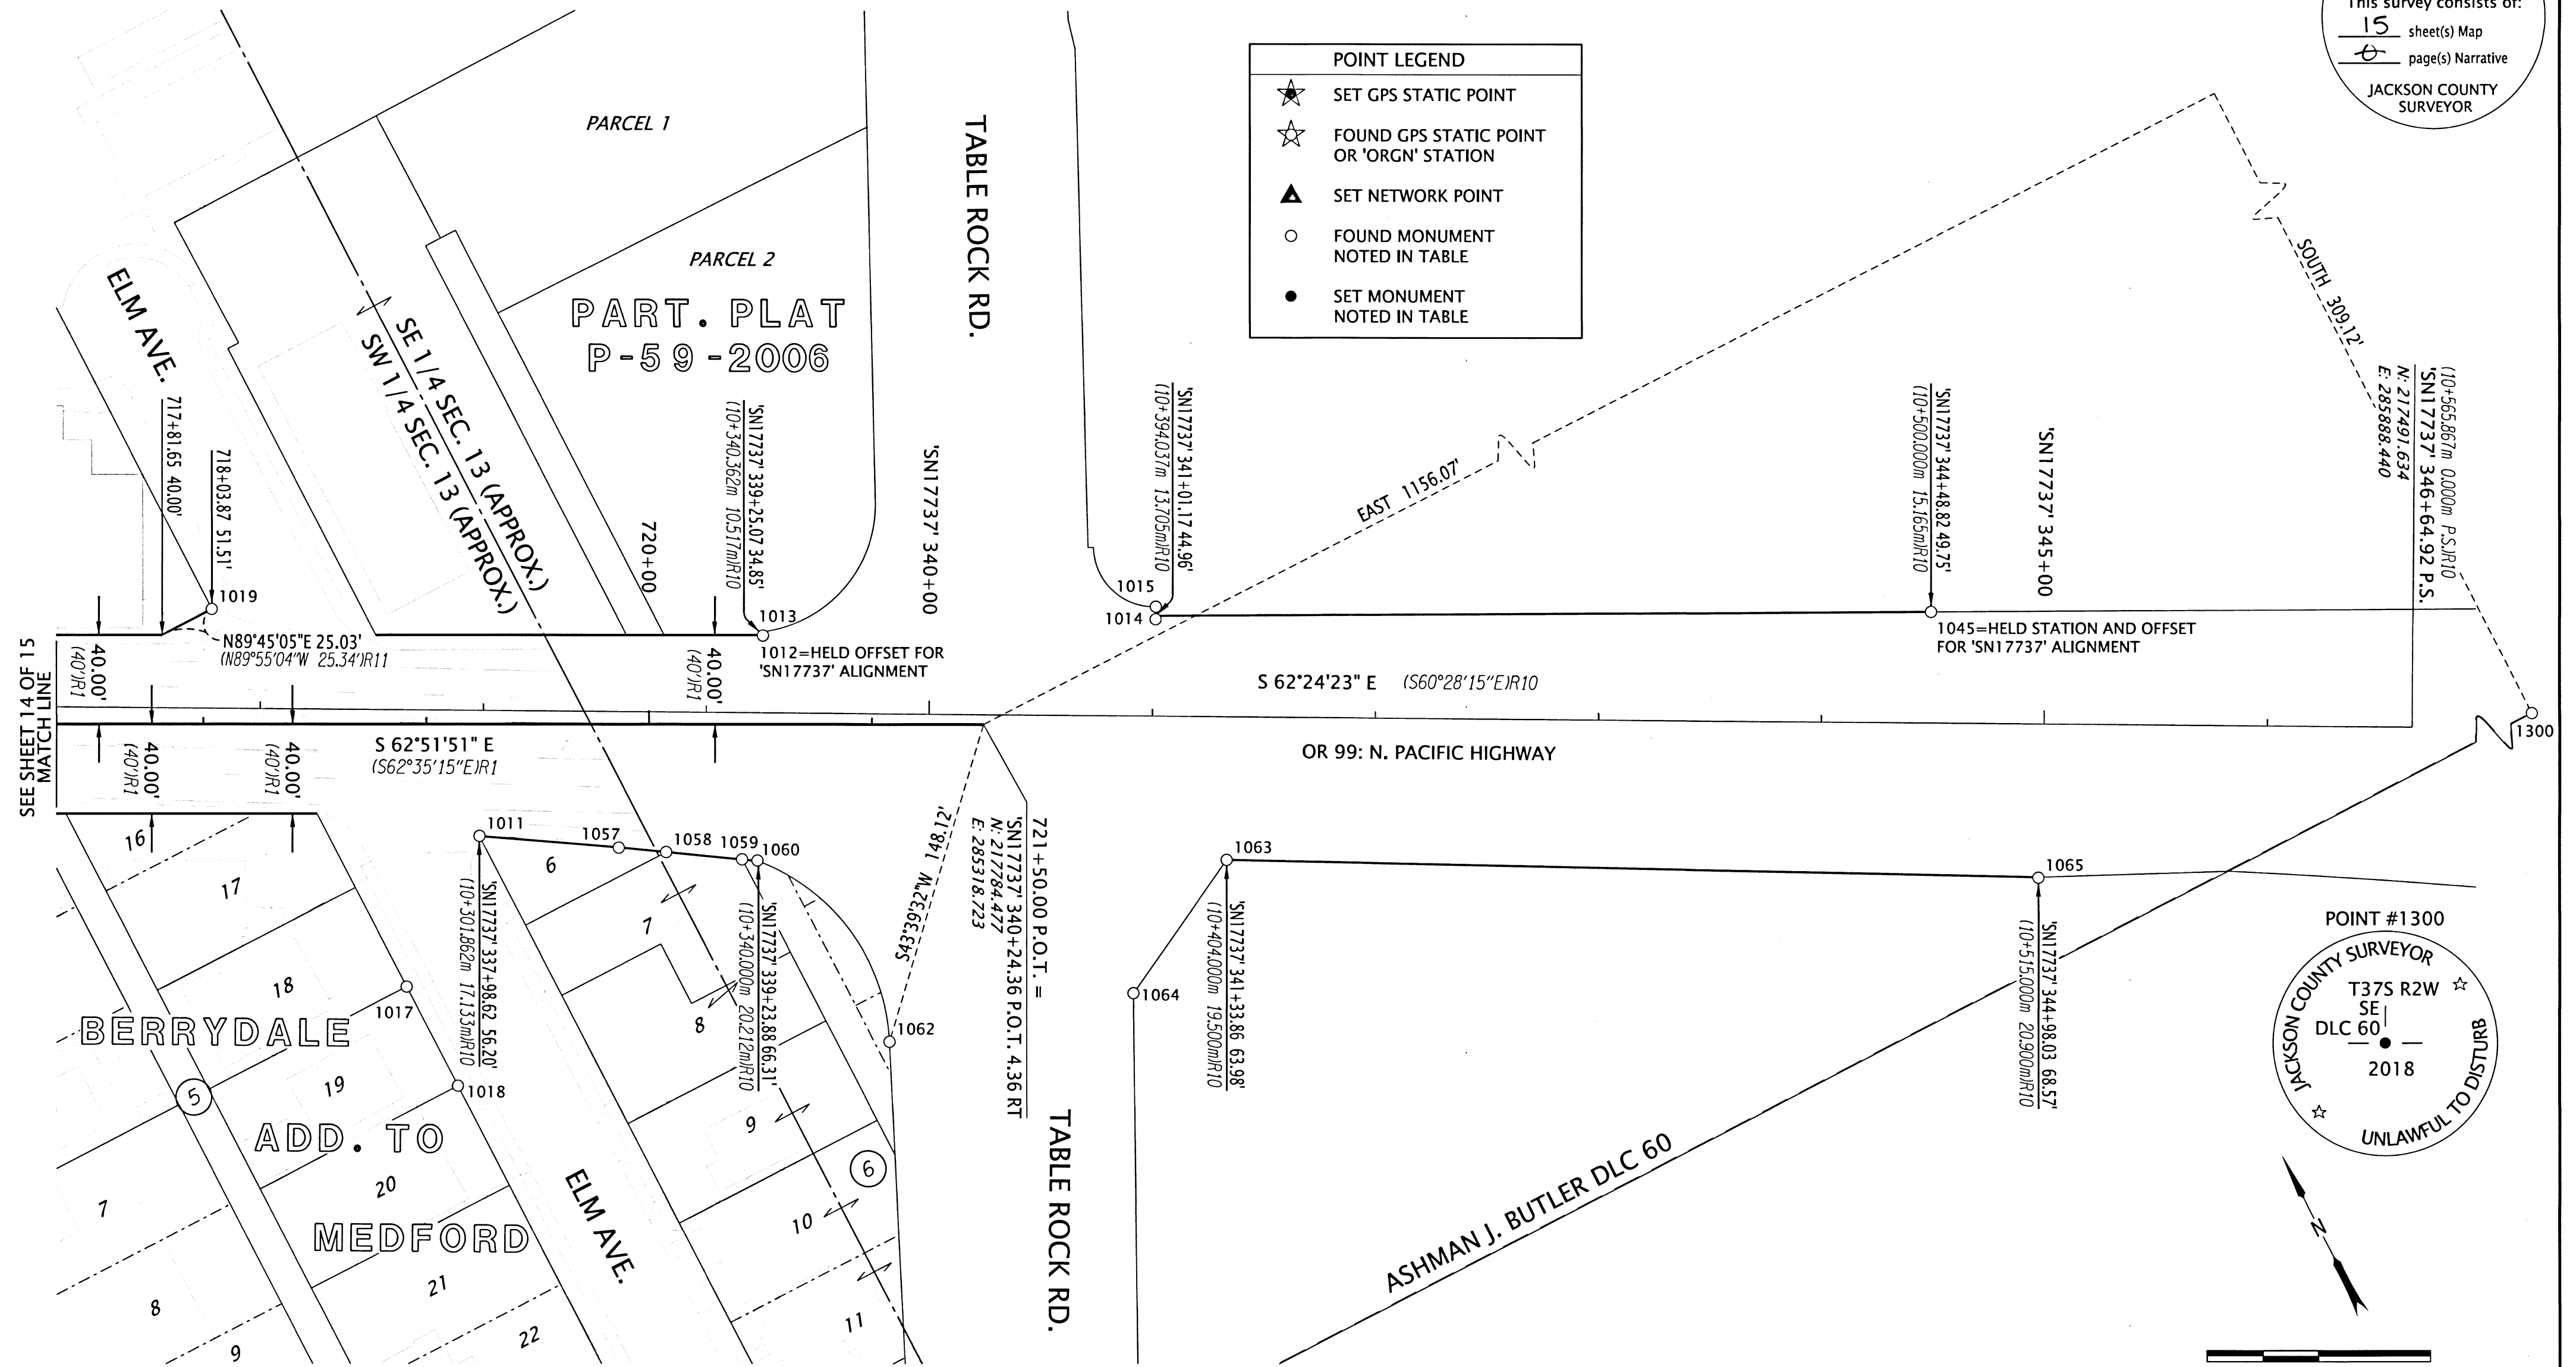 This survey consists of:
15 sheet(s) Map
0 page(s) Narrative
JACKSON COUNTY
SURVEYOR
POINT LEGEND
SET GPS STATIC POINT
FOUND GPS STATIC POINT
OR 'ORGN' STATION
SET NETWORK POINT
FOUND MONUMENT
NOTED IN TABLE
SET MONUMENT
NOTED IN TABLE
PARCEL 1
PARCEL 2
PART. PLAT
P-59-2006
TABLE ROCK RD.
ELM AVE.
SE 1/4 SEC. 13 (APPROX.)
SW 1/4 SEC. 13 (APPROX.)
717+81.65 40.00'
718+03.87 51.51'
1019
N89°45'05"E 25.03'
(N89°55'04"W 25.34')R11
720+00
'SN17737' 339+25.07 34.85'
(10+340.362m 10.517m)R10
1013
1012=HELD OFFSET FOR
'SN17737' ALIGNMENT
'SN17737' 340+00
'SN17737' 341+01.17 44.96'
(10+394.037m 13.705m)R10
1015
1014
EAST 1156.07'
SOUTH 309.12'
'SN17737' 344+48.82 49.75'
(10+500.000m 15.165m)R10
1045=HELD STATION AND OFFSET
FOR 'SN17737' ALIGNMENT
'SN17737' 345+00
(10+565.867m 0.000m P.S.)R10
'SN17737' 346+64.92 P.S.
N: 217491.634
E: 285888.440
1300
SEE SHEET 14 OF 15
MATCH LINE
40.00'
(40')R1
40.00'
(40')R1
40.00'
(40')R1
40.00'
(40')R1
S 62°51'51" E
(S62°35'15"E)R1
S 62°24'23" E (S60°28'15"E)R10
OR 99: N. PACIFIC HIGHWAY
1011
1057
1058
1059
1060
1062
1063
1064
1065
'SN17737' 337+98.62 56.20'
(10+301.862m 17.133m)R10
'SN17737' 339+23.88 66.31'
(10+340.000m 20.212m)R10
S43°39'32"W 148.12'
721+50.00 P.O.T. =
'SN17737' 340+24.36 P.O.T. 4.36 RT
N: 217784.477
E: 285318.723
'SN17737' 341+33.86 63.98'
(10+404.000m 19.500m)R10
'SN17737' 344+98.03 68.57'
(10+515.000m 20.900m)R10
16
17
18
1017
BERRYDALE
5
19
1018
ADD. TO
20
MEDFORD
21
22
7
8
9
ELM AVE.
6
7
8
9
6
10
11
TABLE ROCK RD.
ASHMAN J. BUTLER DLC 60
POINT #1300
JACKSON COUNTY SURVEYOR
T37S R2W
SE
DLC 60
2018
UNLAWFUL TO DISTURB
N